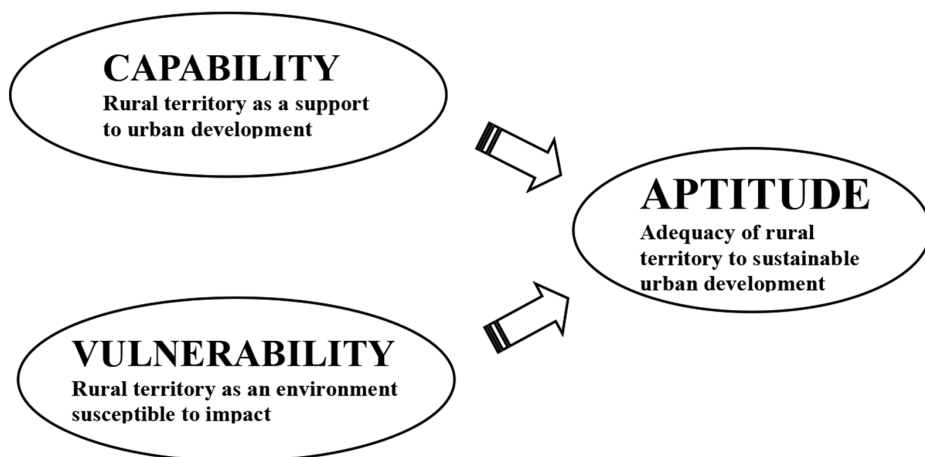 CAPABILITY
Rural territory as a support
to urban development
APTITUDE
Adequacy of rural
territory to sustainable
urban development
VULNERABILITY
Rural territory as an environment
susceptible to impact